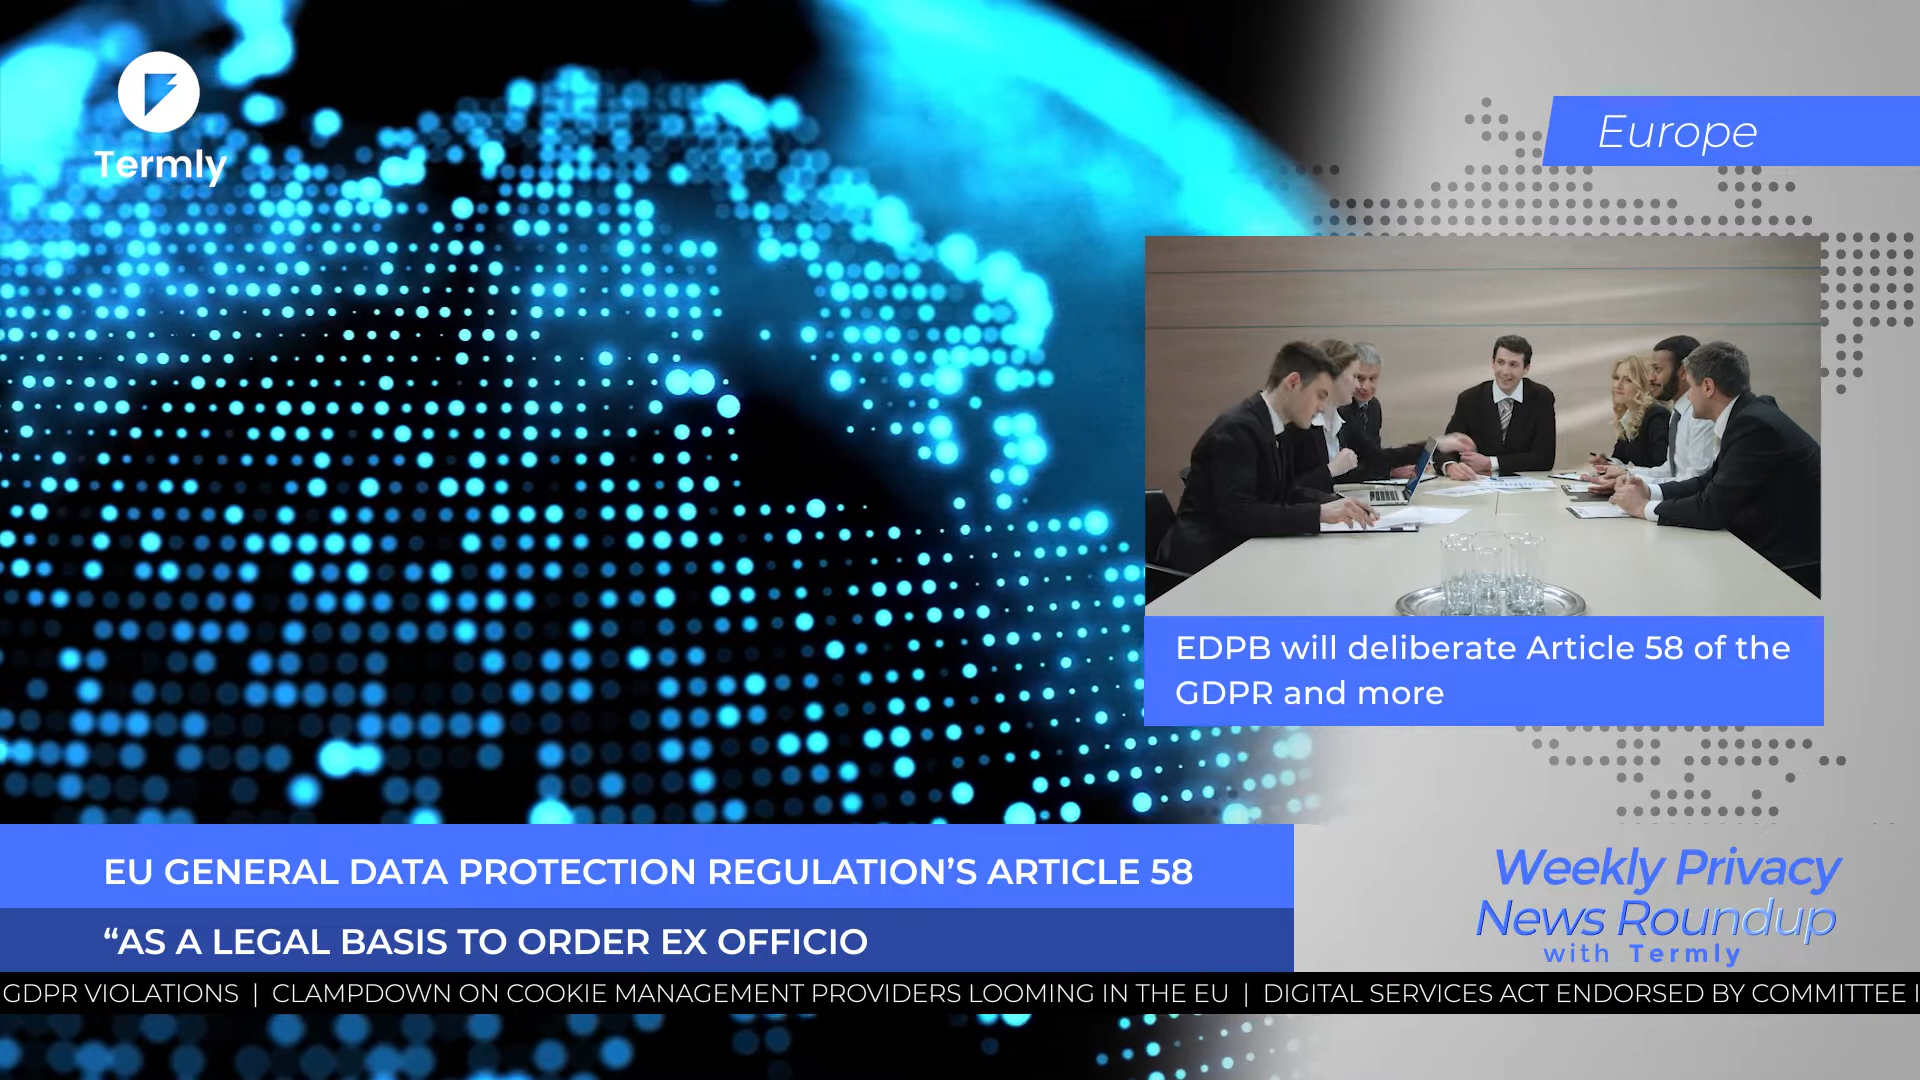 Termly
Europe
EDPB will deliberate Article 58 of the
GDPR and more
EU GENERAL DATA PROTECTION REGULATION’S ARTICLE 58
“AS A LEGAL BASIS TO ORDER EX OFFICIO
Weekly Privacy
News Roundup
with Termly
GDPR VIOLATIONS | CLAMPDOWN ON COOKIE MANAGEMENT PROVIDERS LOOMING IN THE EU | DIGITAL SERVICES ACT ENDORSED BY COMMITTEE